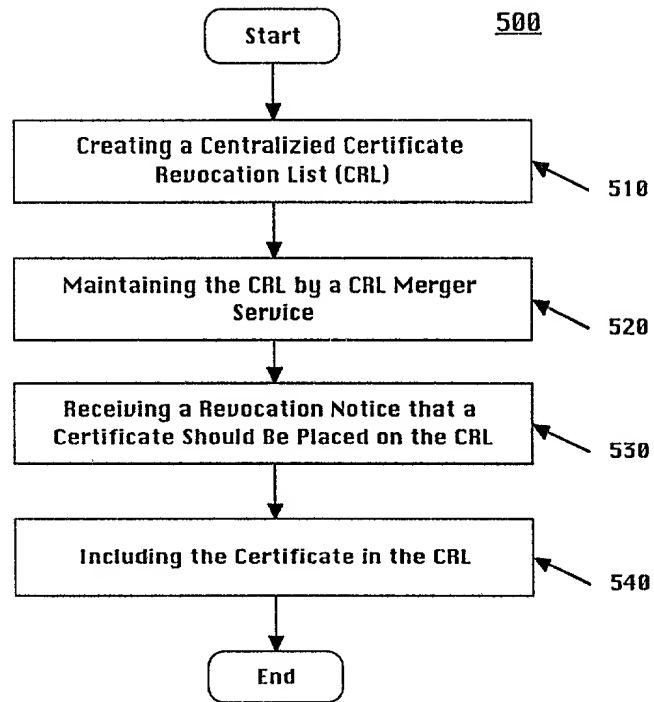 Start
500
Creating a Centralizied Certificate
Revocation List (CRL)
510
Maintaining the CRL by a CRL Merger
Service
520
Receiving a Revocation Notice that a
Certificate Should Be Placed on the CRL
530
Including the Certificate in the CRL
540
End